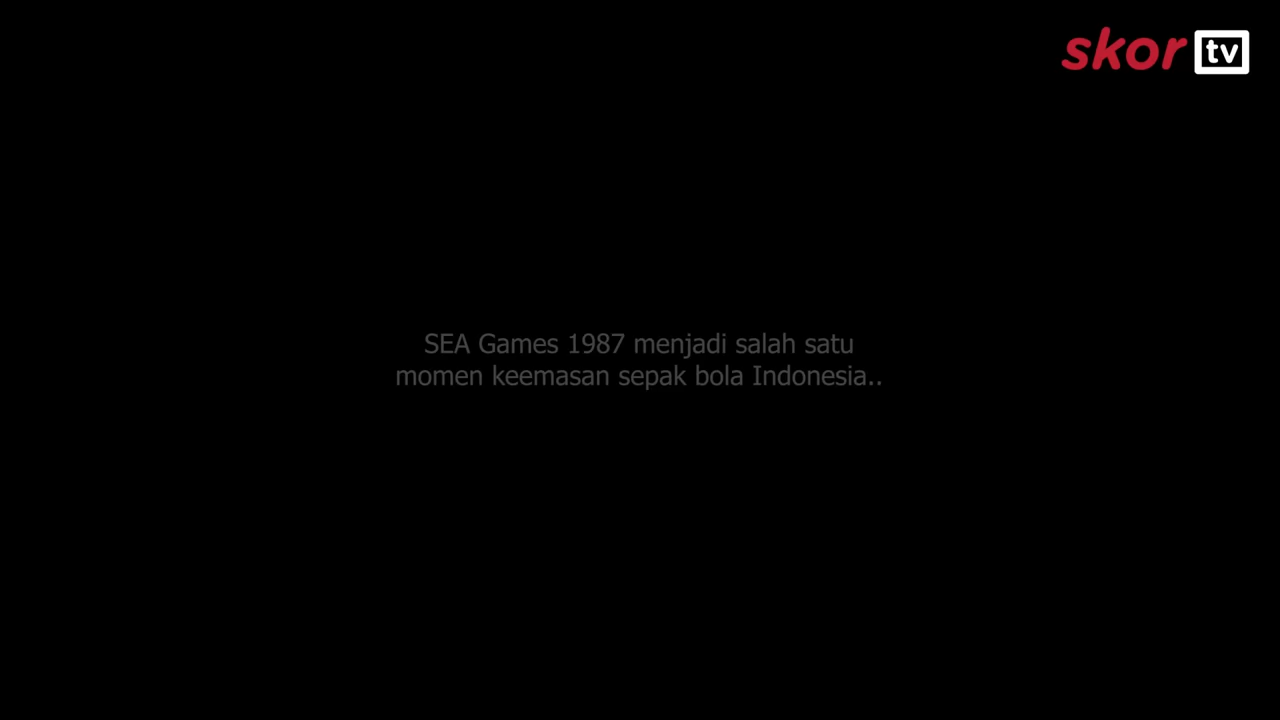 skor tv
SEA Games 1987 menjadi salah satu
momen keemasan sepak bola Indonesia..